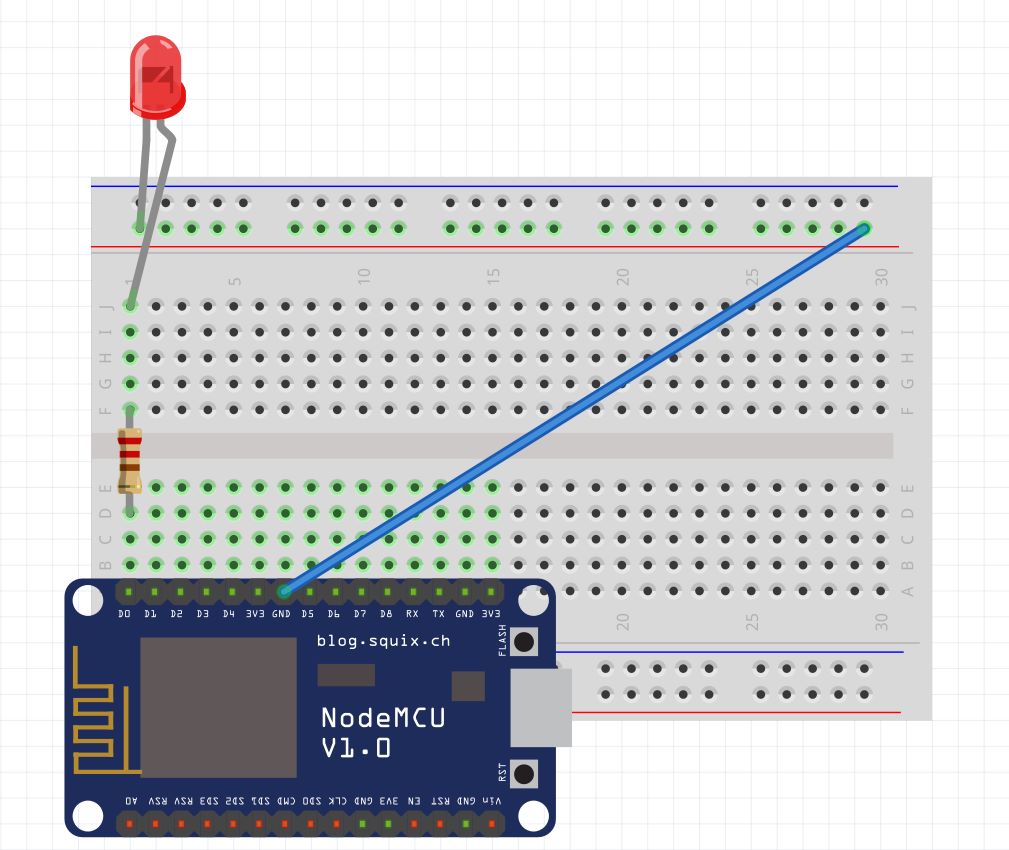 1 5 10 15 20 25 30
J J
I I
H H
G G
F F
E E
D D
C C
B B
A
D0 D1 D2 D3 D4 3V3 GND D5 D6 D7 D8 RX TX GND 3V3
20 25 30
blog.squix.ch
FLASH
NodeMCU
V1.0
RST
A0 RSV RSV SD3 SD2 SD1 CMD SD0 CLK GND 3V3 EN RST GND Vin